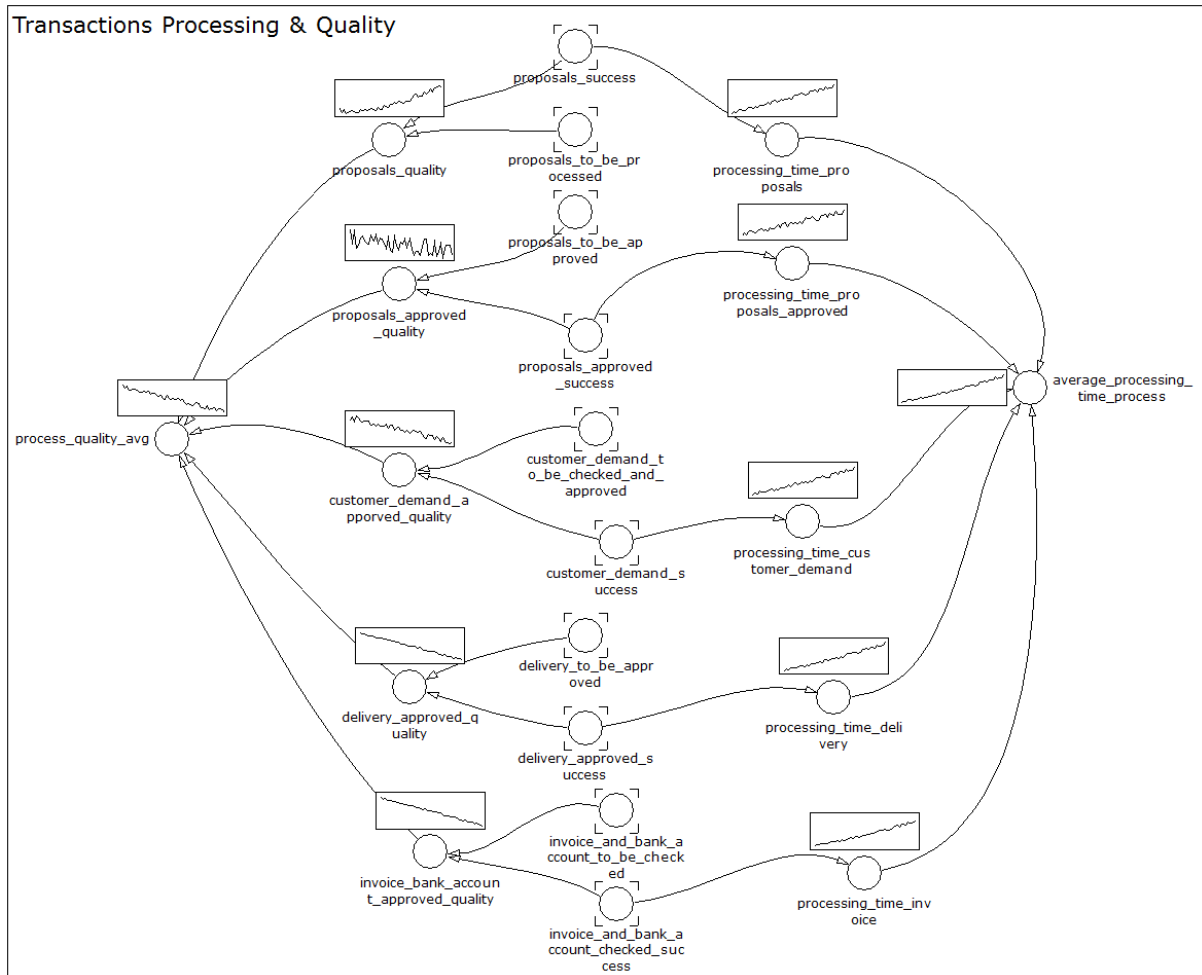 Transactions Processing & Quality
proposals_success
proposals_quality
proposals_to_be_pr
ocessed
processing_time_pro
posals
proposals_to_be_ap
proved
proposals_approved
_quality
processing_time_pro
posals_approved
proposals_approved
_success
average_processing_
time_process
process_quality_avg
customer_demand_t
o_be_checked_and_
approved
customer_demand_a
pporved_quality
processing_time_cus
tomer_demand
customer_demand_s
uccess
delivery_to_be_appr
oved
delivery_approved_q
uality
processing_time_deli
very
delivery_approved_s
uccess
invoice_and_bank_a
ccount_to_be_check
ed
invoice_bank_accoun
t_approved_quality
processing_time_inv
oice
invoice_and_bank_a
ccount_checked_suc
cess